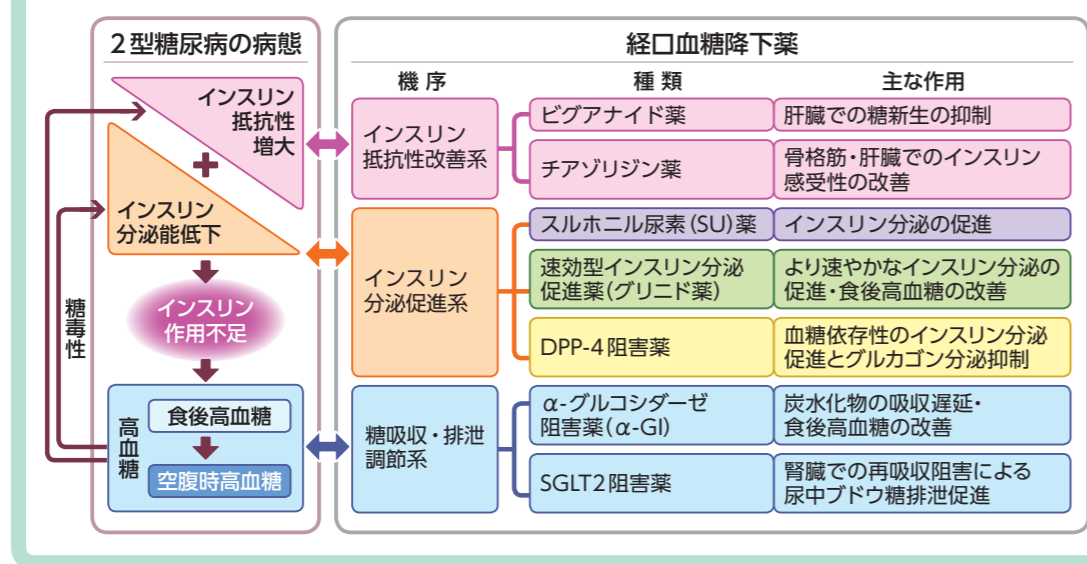 2型糖尿病の病態
インスリン
抵抗性
増大
+
インスリン
分泌能低下
インスリン
作用不足
糖毒性
高血糖
食後高血糖
空腹時高血糖
経口血糖降下薬
機序
種類
主な作用
インスリン
抵抗性改善系
ビグアナイド薬
肝臓での糖新生の抑制
チアゾリジン薬
骨格筋・肝臓でのインスリン
感受性の改善
インスリン
分泌促進系
スルホニル尿素(SU)薬
インスリン分泌の促進
速効型インスリン分泌
促進薬(グリニド薬)
より速やかなインスリン分泌の
促進・食後高血糖の改善
DPP-4阻害薬
血糖依存性のインスリン分泌
促進とグルカゴン分泌抑制
糖吸収・排泄
調節系
α-グルコシダーゼ
阻害薬(α-GI)
炭水化物の吸収遅延・
食後高血糖の改善
SGLT2阻害薬
腎臓での再吸収阻害による
尿中ブドウ糖排泄促進